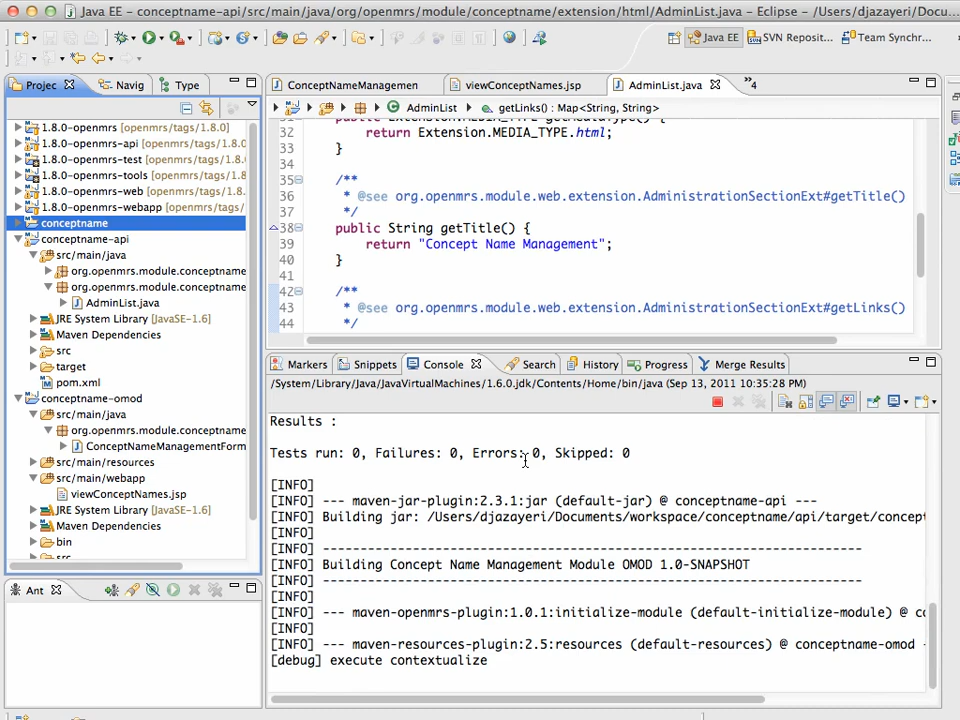 Java EE – conceptname-api/src/main/java/org/openmrs/module/conceptname/extension/html/AdminList.java – Eclipse – /Users/djazayeri/Docu...
Java EE
SVN Reposit...
Team Synchr...
Projec
Navig
Type
1.8.0-openmrs [openmrs/tags/1.8.0]
1.8.0-openmrs-api [openmrs/tags/
1.8.0-openmrs-test [openmrs/tags
1.8.0-openmrs-tools [openmrs/tags
1.8.0-openmrs-web [openmrs/tags/
1.8.0-openmrs-webapp [openmrs/tags/
conceptname
conceptname-api
src/main/java
org.openmrs.module.conceptname
org.openmrs.module.conceptname
AdminList.java
JRE System Library [JavaSE-1.6]
Maven Dependencies
src
target
pom.xml
conceptname-omod
src/main/java
org.openmrs.module.conceptname
ConceptNameManagementForm
src/main/resources
src/main/webapp
viewConceptNames.jsp
JRE System Library [JavaSE-1.6]
Maven Dependencies
bin
src
Ant
ConceptNameManagemen
viewConceptNames.jsp
AdminList.java
4
AdminList
getLinks() : Map<String, String>
32 return Extension.MEDIA_TYPE.html;
33 }
34
35 /**
36 * @see org.openmrs.module.web.extension.AdministrationSectionExt#getTitle()
37 */
38 public String getTitle() {
39 return "Concept Name Management";
40 }
41
42 /**
43 * @see org.openmrs.module.web.extension.AdministrationSectionExt#getLinks()
44 */
Markers
Snippets
Console
Search
History
Progress
Merge Results
/System/Library/Java/JavaVirtualMachines/1.6.0.jdk/Contents/Home/bin/java (Sep 13, 2011 10:35:28 PM)
Results :
Tests run: 0, Failures: 0, Errors: 0, Skipped: 0
[INFO]
[INFO] --- maven-jar-plugin:2.3.1:jar (default-jar) @ conceptname-api ---
[INFO] Building jar: /Users/djazayeri/Documents/workspace/conceptname/api/target/concept
[INFO]
[INFO] ------------------------------------------------------------------------
[INFO] Building Concept Name Management Module OMOD 1.0-SNAPSHOT
[INFO] ------------------------------------------------------------------------
[INFO]
[INFO] --- maven-openmrs-plugin:1.0.1:initialize-module (default-initialize-module) @ co
[INFO]
[INFO] --- maven-resources-plugin:2.5:resources (default-resources) @ conceptname-omod -
[debug] execute contextualize